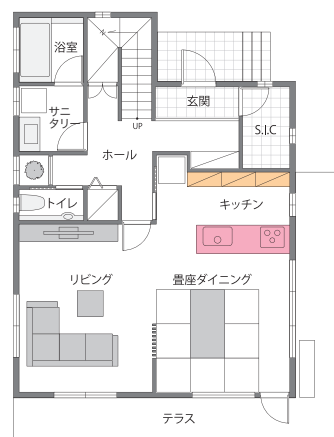 浴室
サニ
タリー
UP
玄関
S.I.C
ホール
トイレ
キッチン
リビング
畳座ダイニング
テラス